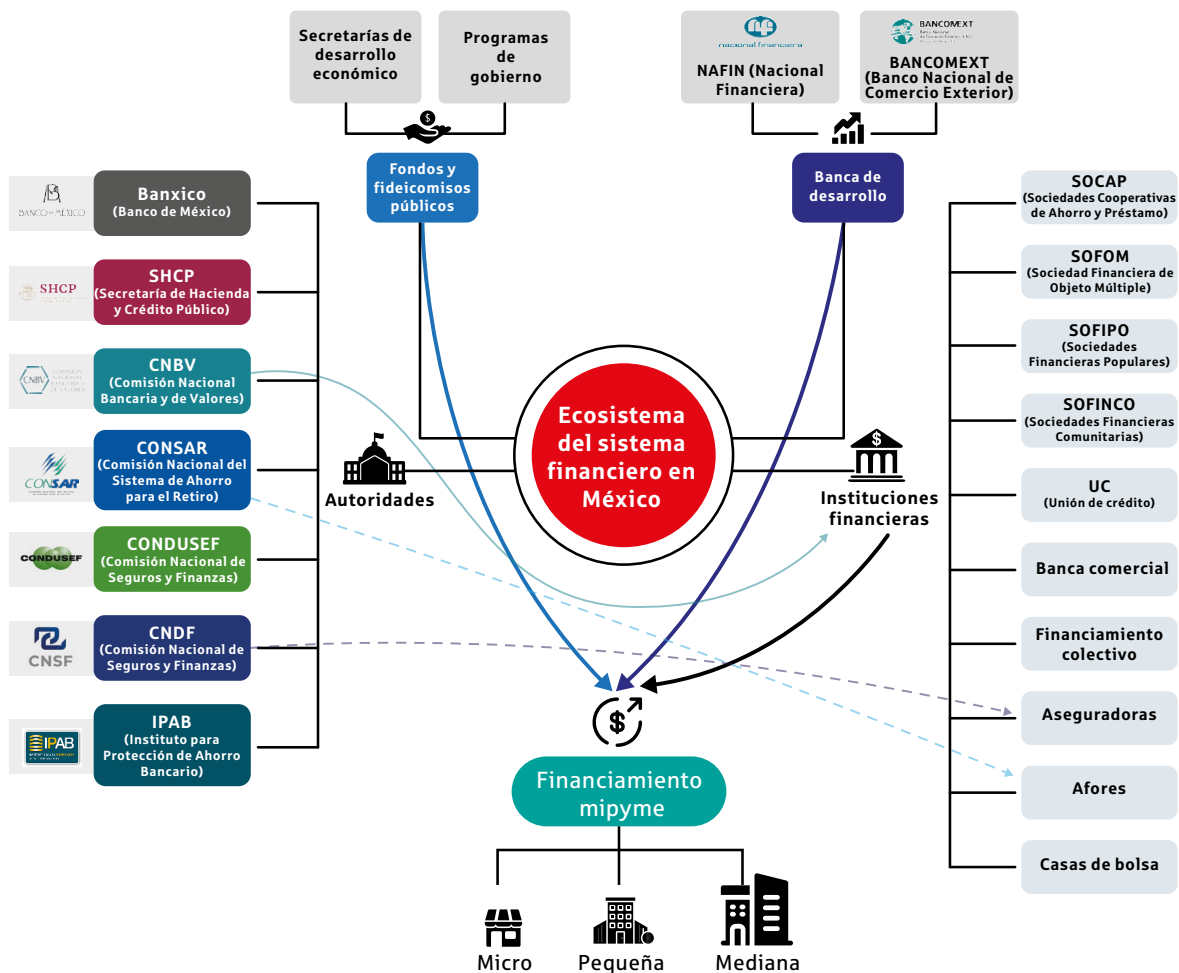 Secretarías de
desarrollo
económico
Programas
de
gobierno
nacional financiera
NAFIN (Nacional
Financiera)
BANCOMEXT
BANCOMEXT
(Banco Nacional de
Comercio Exterior)
$
Fondos y
fideicomisos
públicos
Banca de
desarrollo
BANCO DE MÉXICO
Banxico
(Banco de México)
SHCP
SHCP
(Secretaría de Hacienda
y Crédito Público)
CNBV
COMISIÓN
NACIONAL
BANCARIA Y
DE VALORES
CNBV
(Comisión Nacional
Bancaria y de Valores)
CONSAR
CONSAR
(Comisión Nacional del
Sistema de Ahorro
para el Retiro)
CONDUSEF
CONDUSEF
(Comisión Nacional de
Seguros y Finanzas)
CNSF
CNDF
(Comisión Nacional de
Seguros y Finanzas)
IPAB
IPAB
(Instituto para
Protección de Ahorro
Bancario)
Autoridades
Ecosistema
del sistema
financiero en
México
$
Instituciones
financieras
SOCAP
(Sociedades Cooperativas
de Ahorro y Préstamo)
SOFOM
(Sociedad Financiera de
Objeto Múltiple)
SOFIPO
(Sociedades
Financieras Populares)
SOFINCO
(Sociedades Financieras
Comunitarias)
UC
(Unión de crédito)
Banca comercial
Financiamiento
colectivo
Aseguradoras
Afores
Casas de bolsa
$
Financiamiento
mipyme
Micro
Pequeña
Mediana